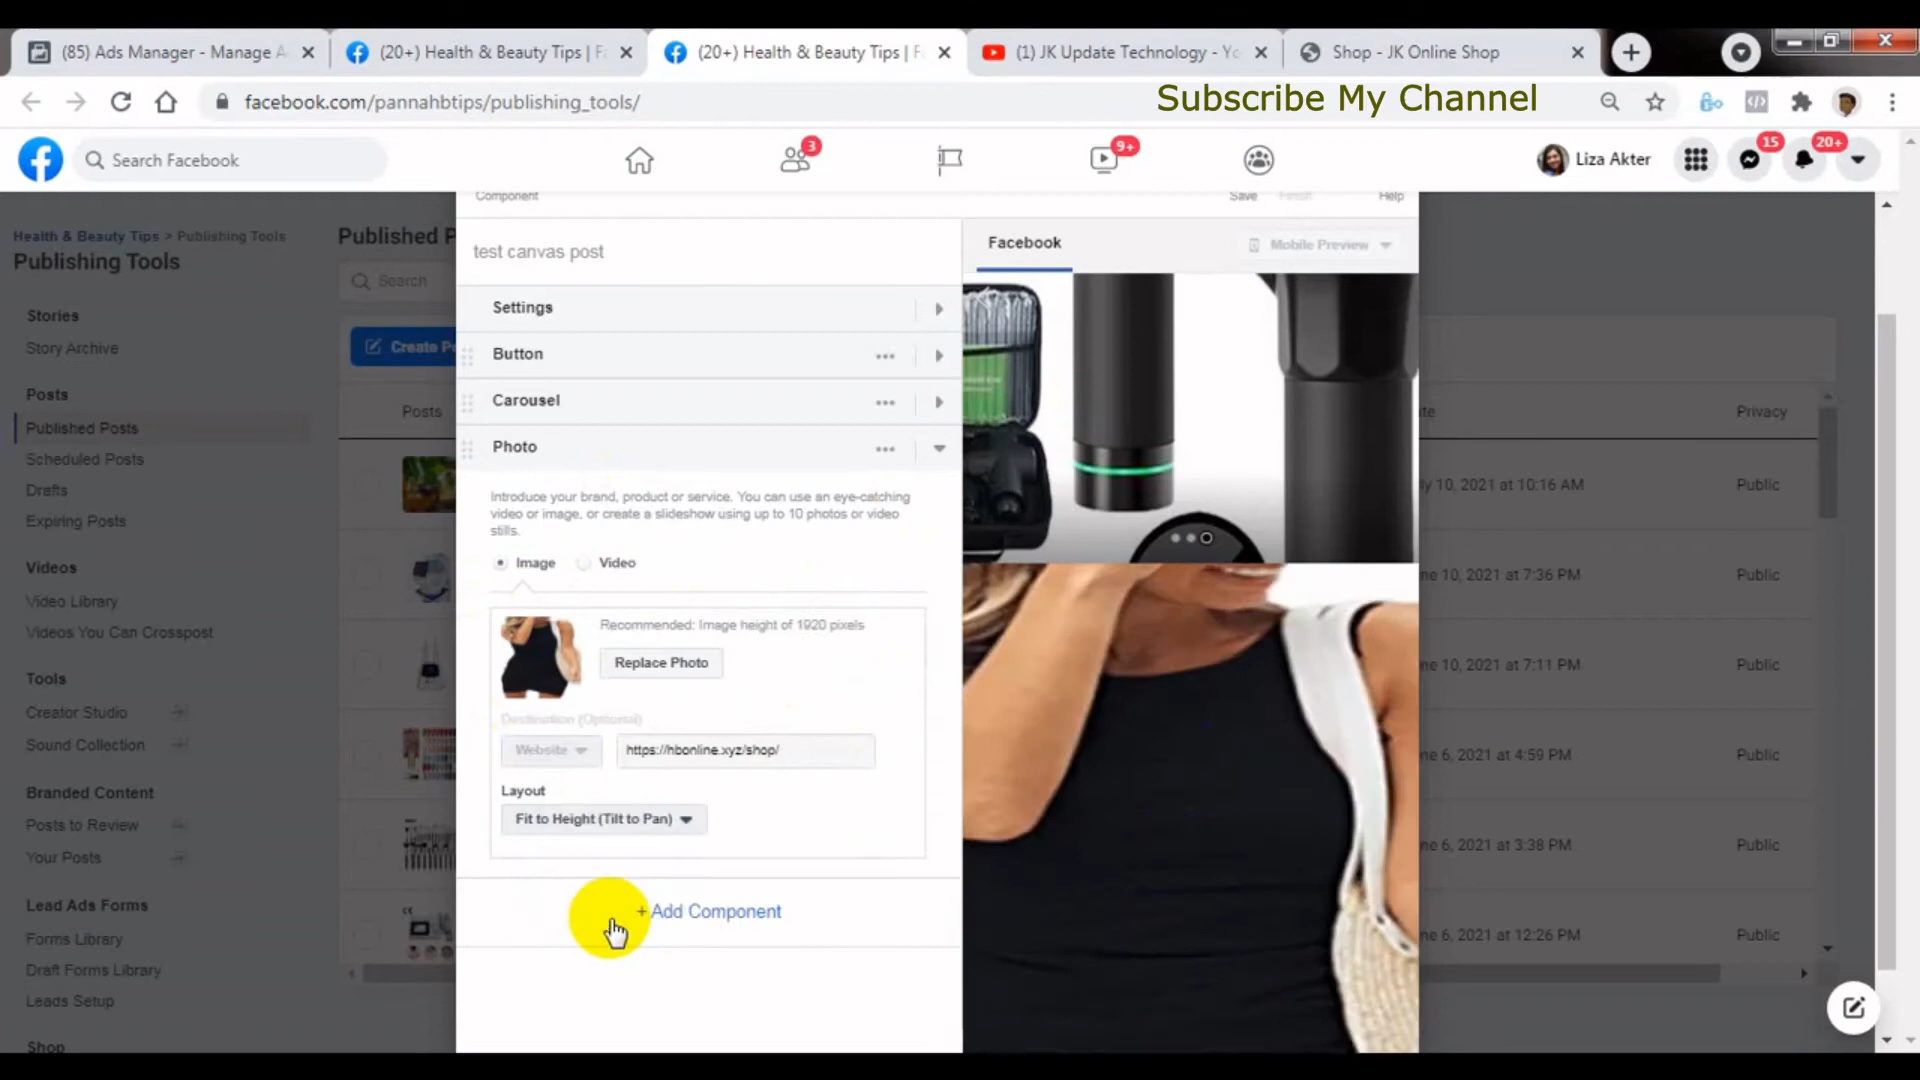 (85) Ads Manager - Manage A
(20+) Health & Beauty Tips | F
(20+) Health & Beauty Tips | F
(1) JK Update Technology - Yo
Shop - JK Online Shop
facebook.com/pannahbtips/publishing_tools/
Subscribe My Channel
Search Facebook
3
9+
Liza Akter
15
20+
Component
Save
Finish
Help
Health & Beauty Tips > Publishing Tools
Publishing Tools
Published P
Search
Create Po
Posts
test canvas post
Facebook
Mobile Preview
Settings
Button
Carousel
Photo
Introduce your brand, product or service. You can use an eye-catching
video or image, or create a slideshow using up to 10 photos or video
stills.
Image
Video
Recommended: Image height of 1920 pixels
Replace Photo
Destination (Optional)
Website
https://hbonline.xyz/shop/
Layout
Fit to Height (Tilt to Pan)
+ Add Component
Stories
Story Archive
Posts
Published Posts
Scheduled Posts
Drafts
Expiring Posts
Videos
Video Library
Videos You Can Crosspost
Tools
Creator Studio
Sound Collection
Branded Content
Posts to Review
Your Posts
Lead Ads Forms
Forms Library
Draft Forms Library
Leads Setup
Shop
te
Privacy
ly 10, 2021 at 10:16 AM
Public
ne 10, 2021 at 7:36 PM
Public
ne 10, 2021 at 7:11 PM
Public
ne 6, 2021 at 4:59 PM
Public
ne 6, 2021 at 3:38 PM
Public
ne 6, 2021 at 12:26 PM
Public